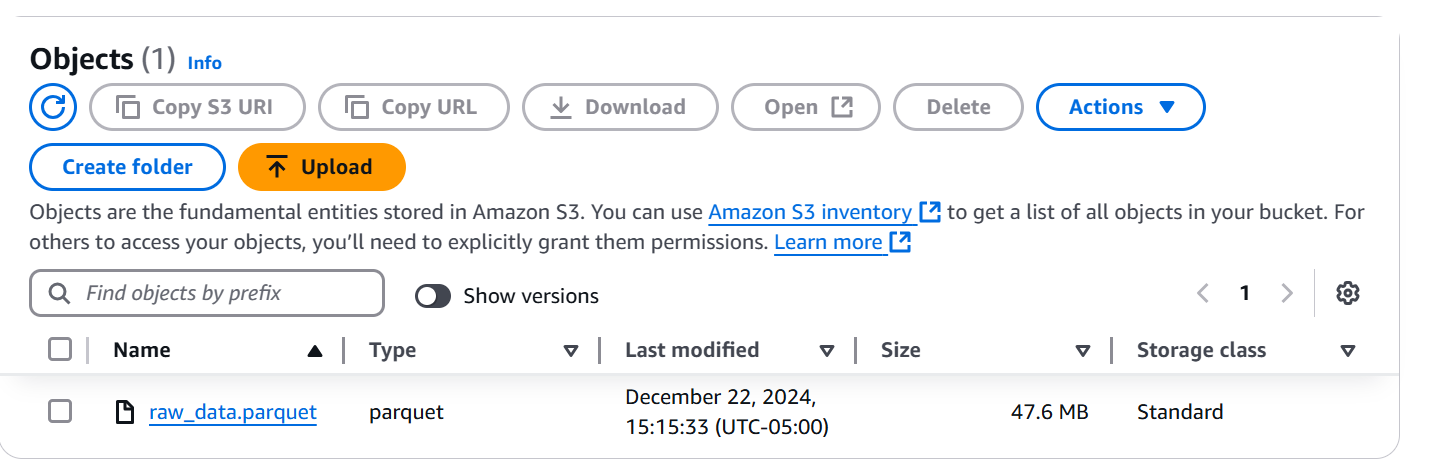 Objects (1) Info
Copy S3 URI Copy URL Download Open Delete Actions
Create folder Upload
Objects are the fundamental entities stored in Amazon S3. You can use Amazon S3 inventory to get a list of all objects in your bucket. For
others to access your objects, you’ll need to explicitly grant them permissions. Learn more
Find objects by prefix Show versions 1
Name Type Last modified Size Storage class
raw_data.parquet parquet December 22, 2024, 47.6 MB Standard
15:15:33 (UTC-05:00)